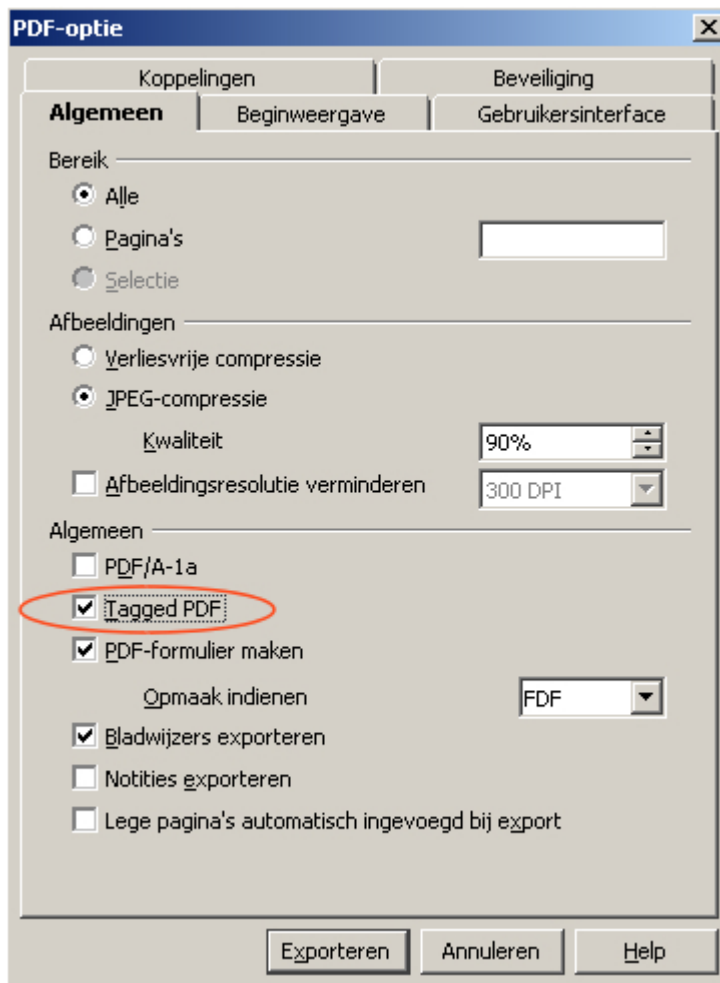 PDF-optie
Koppelingen Beveiliging
Algemeen Beginweergave Gebruikersinterface
Bereik
Alle
Pagina's
Selectie
Afbeeldingen
Verliesvrije compressie
JPEG-compressie
Kwaliteit 90%
Afbeeldingsresolutie verminderen 300 DPI
Algemeen
PDF/A-1a
Tagged PDF
PDF-formulier maken
Opmaak indienen FDF
Bladwijzers exporteren
Notities exporteren
Lege pagina's automatisch ingevoegd bij export
Exporteren Annuleren Help